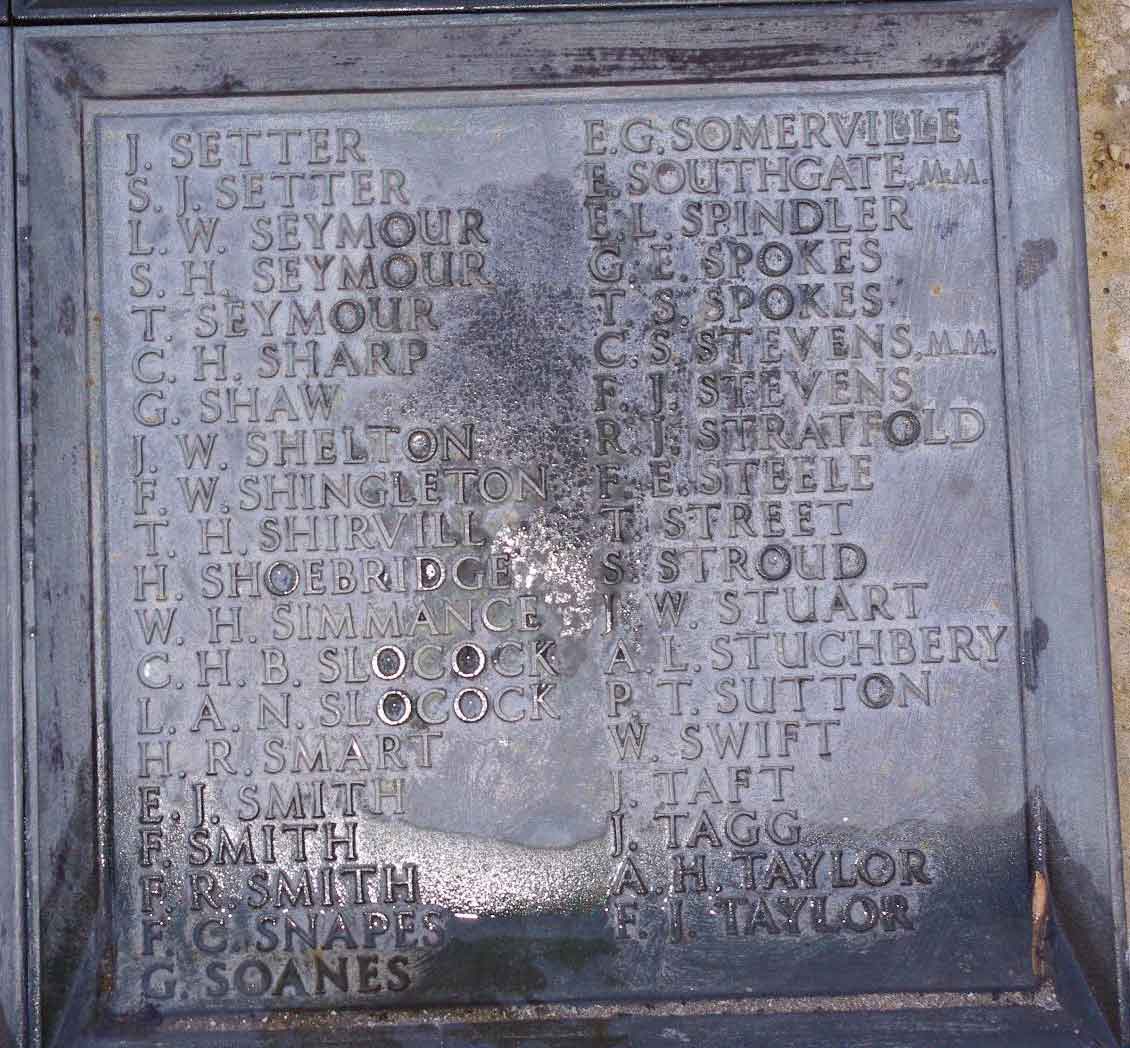 J. SETTER
S. J. SETTER
L. W. SEYMOUR
S. H. SEYMOUR
T. SEYMOUR
C. H. SHARP
G. SHAW
J. W. SHELTON
F. W. SHINGLETON
T. H. SHIRVILL
H. SHOEBRIDGE
W. H. SIMMANCE
C. H. B. SLOCOCK
L. A. N. SLOCOCK
H. R. SMART
E. J. SMITH
F. SMITH
F. R. SMITH
F. C. SNAPES
G. SOANES
E. G. SOMERVILLE
E. SOUTHGATE, M.M.
E. L. SPINDLER
G. E. SPOKES
T. S. SPOKES
C. S. STEVENS, M.M.
F. J. STEVENS
R. J. STRATFOLD
F. E. STEELE
T. STREET
S. STROUD
J. W. STUART
A. L. STUCHBERY
P. T. SUTTON
W. SWIFT
J. TAFT
J. TAGG
A. H. TAYLOR
F. J. TAYLOR